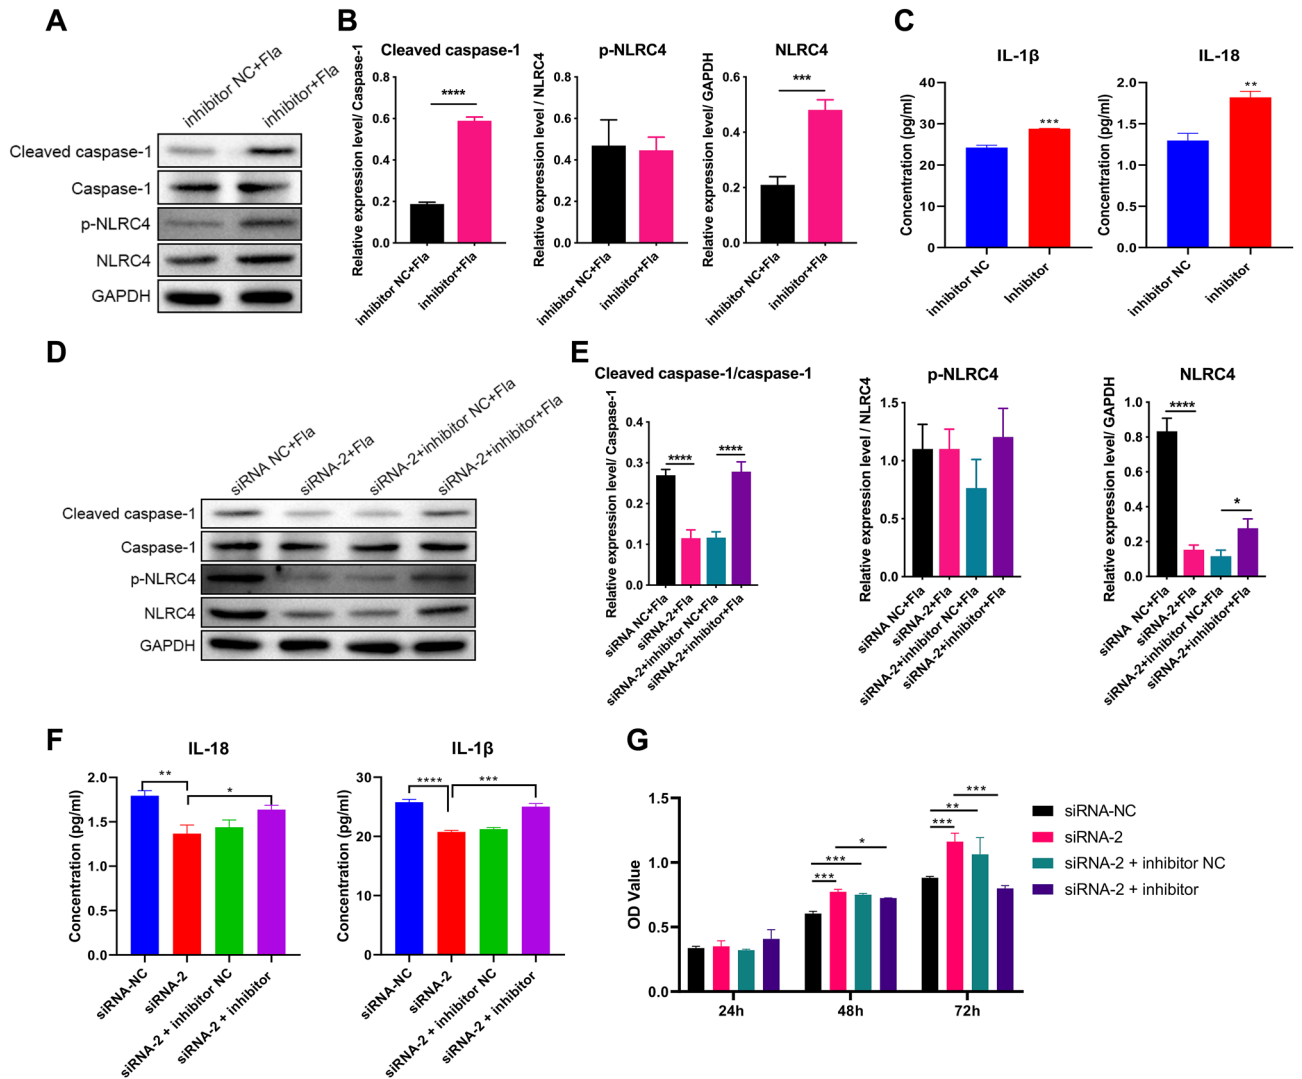 A
inhibitor NC+Fla
inhibitor+Fla
Cleaved caspase-1
Caspase-1
p-NLRC4
NLRC4
GAPDH
B
Cleaved caspase-1
Relative expression level/ Caspase-1
0.8
0.6
0.4
0.2
0.0
****
inhibitor NC+Fla
inhibitor+Fla
p-NLRC4
Relative expression level / NLRC4
0.8
0.6
0.4
0.2
0.0
inhibitor NC+Fla
inhibitor+Fla
NLRC4
Relative expression level/ GAPDH
0.6
0.4
0.2
0.0
***
inhibitor NC+Fla
inhibitor+Fla
C
IL-1β
Concentration (pg/ml)
40
30
20
10
0
***
inhibitor NC
Inhibitor
IL-18
Concentration (pg/ml)
2.0
1.5
1.0
0.5
0.0
**
inhibitor NC
inhibitor
D
siRNA NC+Fla
siRNA-2+Fla
siRNA-2+inhibitor NC+Fla
siRNA-2+inhibitor+Fla
Cleaved caspase-1
Caspase-1
p-NLRC4
NLRC4
GAPDH
E
Cleaved caspase-1/caspase-1
Relative expression level/ Caspase-1
0.4
0.3
0.2
0.1
0.0
****
****
siRNA NC+Fla
siRNA-2+Fla
siRNA-2+inhibitor NC+Fla
siRNA-2+inhibitor+Fla
p-NLRC4
Relative expression level / NLRC4
1.5
1.0
0.5
0.0
siRNA NC+Fla
siRNA-2+Fla
siRNA-2+inhibitor NC+Fla
siRNA-2+inhibitor+Fla
NLRC4
Relative expression level/ GAPDH
1.0
0.8
0.6
0.4
0.2
0.0
****
*
siRNA NC+Fla
siRNA-2+Fla
siRNA-2+inhibitor NC+Fla
siRNA-2+inhibitor+Fla
F
IL-18
Concentration (pg/ml)
2.0
1.5
1.0
0.5
0.0
**
*
siRNA-NC
siRNA-2
siRNA-2 + inhibitor NC
siRNA-2 + inhibitor
IL-1β
Concentration (pg/ml)
30
20
10
0
****
***
siRNA-NC
siRNA-2
siRNA-2 + inhibitor NC
siRNA-2 + inhibitor
G
OD Value
1.5
1.0
0.5
0.0
***
***
*
***
**
***
24h
48h
72h
siRNA-NC
siRNA-2
siRNA-2 + inhibitor NC
siRNA-2 + inhibitor